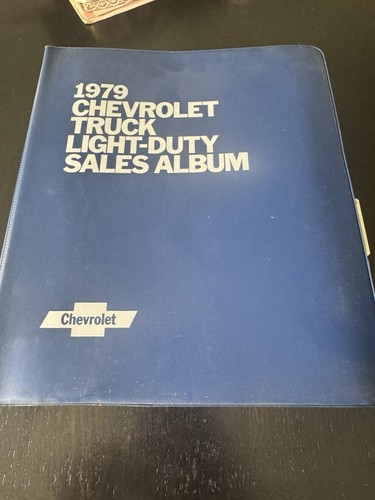 1979
CHEVROLET
TRUCK
LIGHT-DUTY
SALES ALBUM
Chevrolet